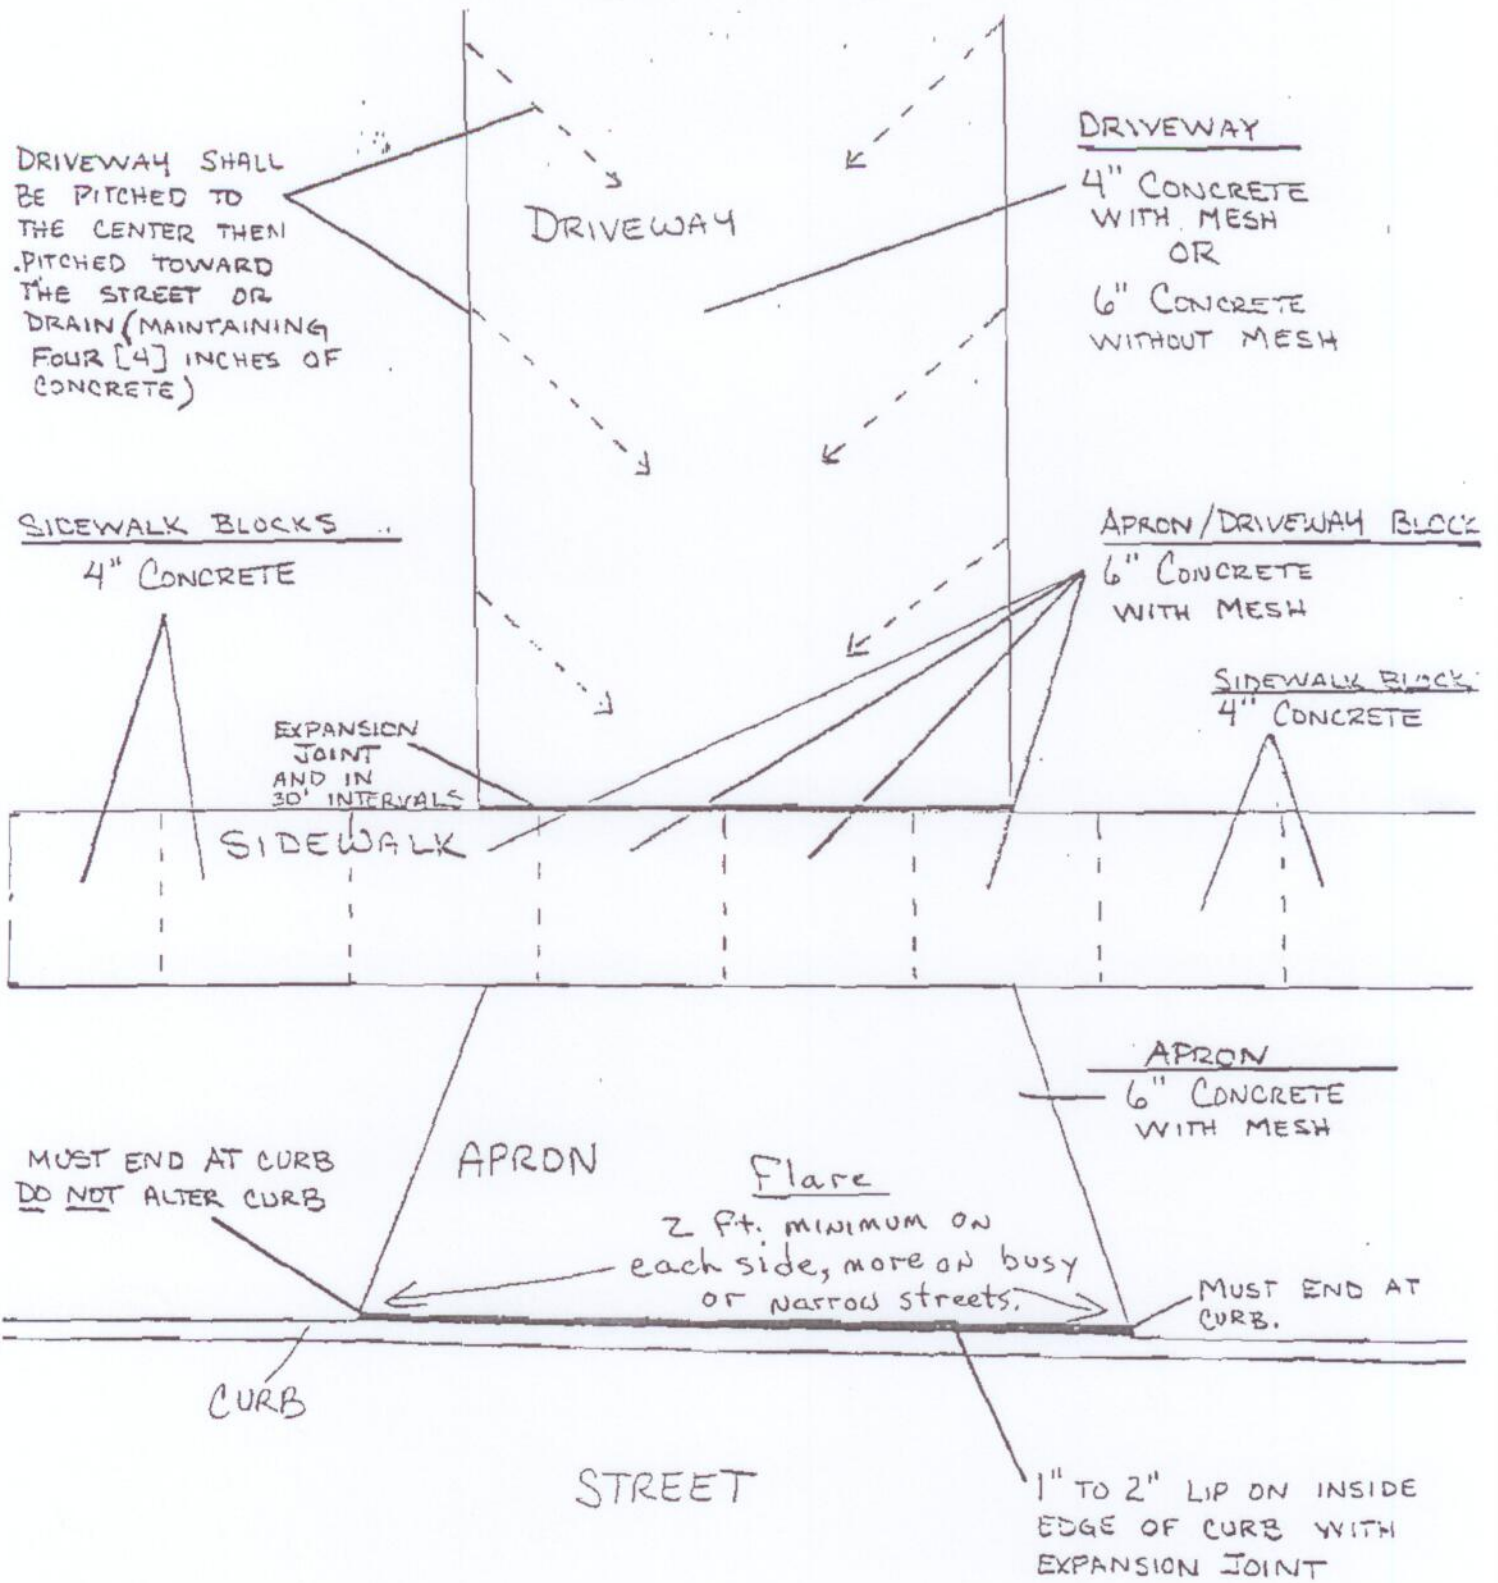 DRIVEWAY SHALL
BE PITCHED TO
THE CENTER THEN
PITCHED TOWARD
THE STREET OR
DRAIN (MAINTAINING
FOUR [4] INCHES OF
CONCRETE)
DRIVEWAY
DRIVEWAY
4" CONCRETE
WITH MESH
OR
6" CONCRETE
WITHOUT MESH
SIDEWALK BLOCKS
4" CONCRETE
APRON/DRIVEWAY BLOCK
6" CONCRETE
WITH MESH
SIDEWALK BLOCK
4" CONCRETE
EXPANSION
JOINT
AND IN
30' INTERVALS
SIDEWALK
APRON
6" CONCRETE
WITH MESH
MUST END AT CURB
DO NOT ALTER CURB
APRON
Flare
2 Ft. MINIMUM ON
each side, more on busy
or narrow streets.
MUST END AT
CURB.
CURB
STREET
1" TO 2" LIP ON INSIDE
EDGE OF CURB WITH
EXPANSION JOINT